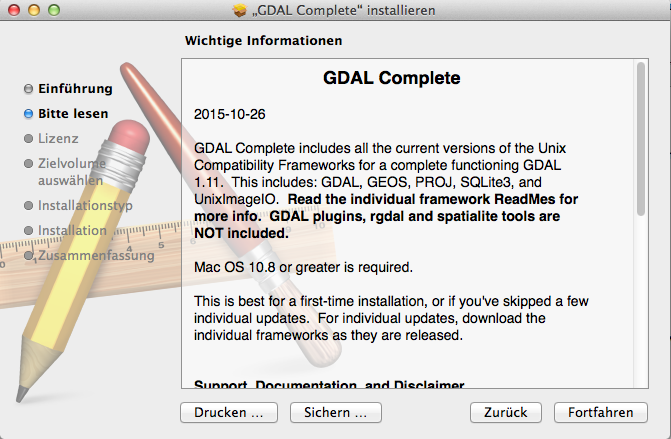 „GDAL Complete“ installieren
Wichtige Informationen
Einführung
Bitte lesen
Lizenz
Zielvolume
auswählen
Installationstyp
Installation
Zusammenfassung
GDAL Complete
2015-10-26
GDAL Complete includes all the current versions of the Unix
Compatibility Frameworks for a complete functioning GDAL
1.11.  This includes: GDAL, GEOS, PROJ, SQLite3, and
UnixImageIO.  Read the individual framework ReadMes for
more info.  GDAL plugins, rgdal and spatialite tools are
NOT included.
Mac OS 10.8 or greater is required.
This is best for a first-time installation, or if you've skipped a few
individual updates.  For individual updates, download the
individual frameworks as they are released.
Support, Documentation, and Disclaimer
Drucken ...
Sichern ...
Zurück
Fortfahren